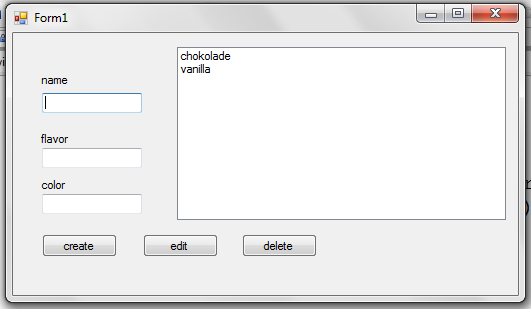 Form1
name
chokolade
vanilla
flavor
color
create
edit
delete